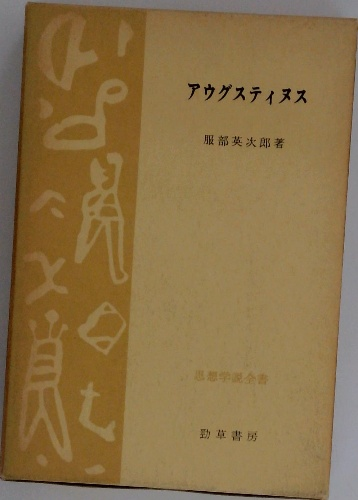 アウグスティヌス
服部英次郎著
思想学説全書
勁草書房